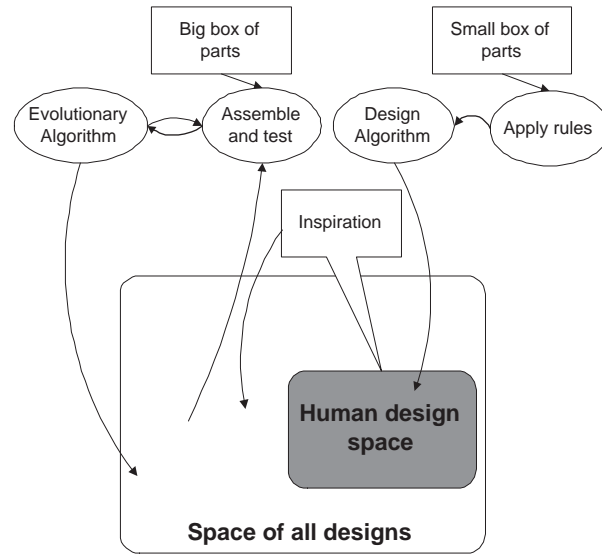 Big box of
parts
Small box of
parts
Evolutionary
Algorithm
Assemble
and test
Design
Algorithm
Apply rules
Inspiration
Human design
space
Space of all designs